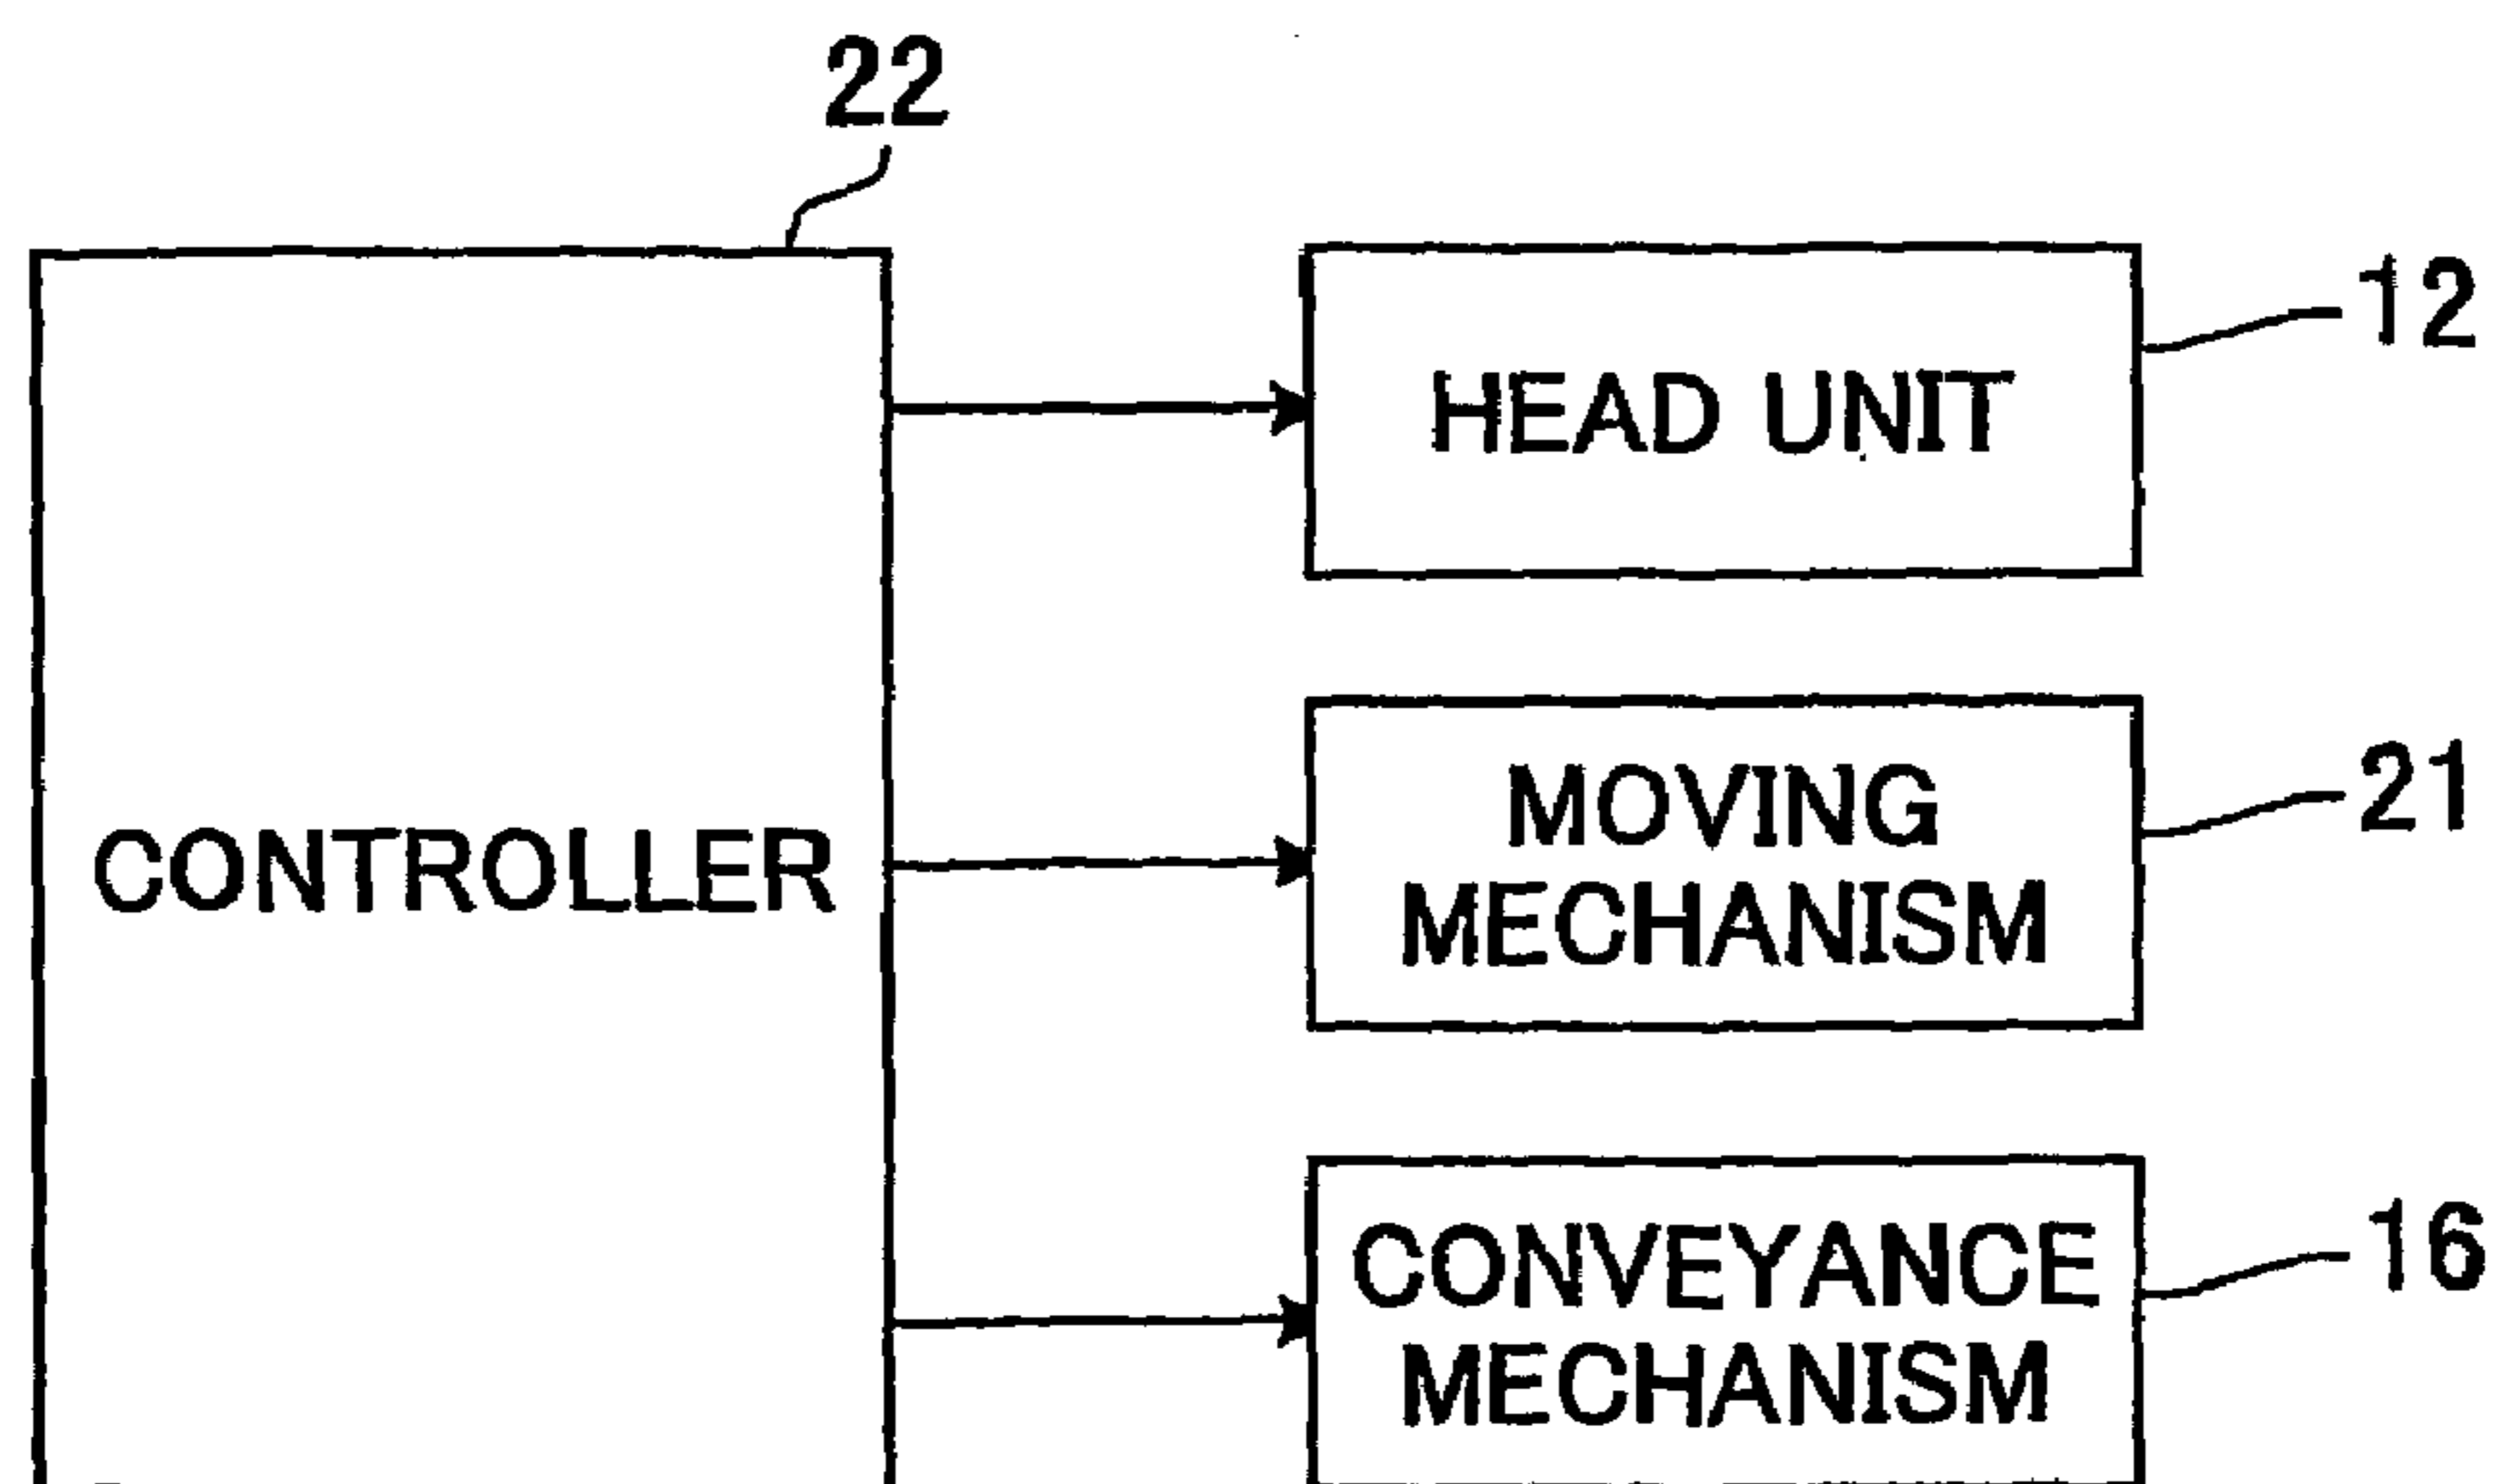 22
HEAD UNIT
12
MOVING
MECHANISM
21
CONTROLLER
CONVEYANCE
MECHANISM
16